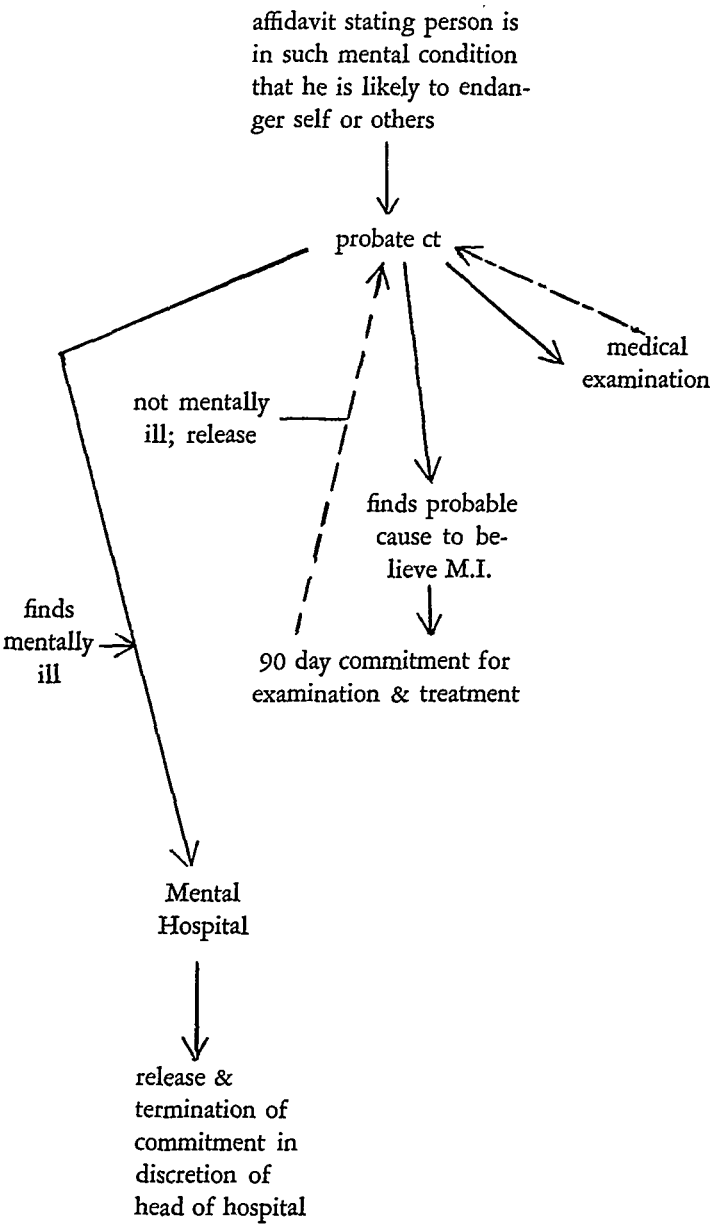 affidavit stating person is
in such mental condition
that he is likely to endan-
ger self or others
probate ct
medical
examination
not mentally
ill; release
finds probable
cause to be-
lieve M.I.
finds
mentally
ill
90 day commitment for
examination & treatment
Mental
Hospital
release &
termination of
commitment in
discretion of
head of hospital